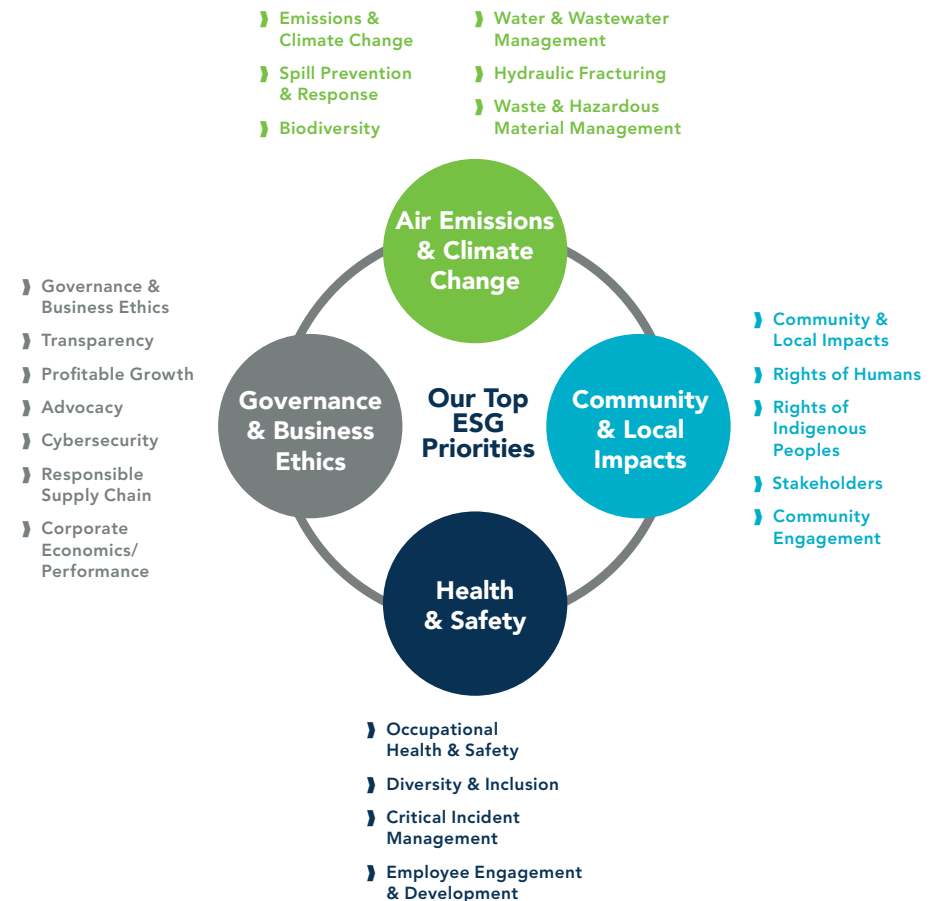 Emissions &
Climate Change
Spill Prevention
& Response
Biodiversity
Water & Wastewater
Management
Hydraulic Fracturing
Waste & Hazardous
Material Management
Air Emissions
& Climate
Change
Governance &
Business Ethics
Transparency
Profitable Growth
Advocacy
Cybersecurity
Responsible
Supply Chain
Corporate
Economics/
Performance
Governance
& Business
Ethics
Our Top
ESG
Priorities
Community
& Local
Impacts
Community &
Local Impacts
Rights of Humans
Rights of
Indigenous
Peoples
Stakeholders
Community
Engagement
Health
& Safety
Occupational
Health & Safety
Diversity & Inclusion
Critical Incident
Management
Employee Engagement
& Development